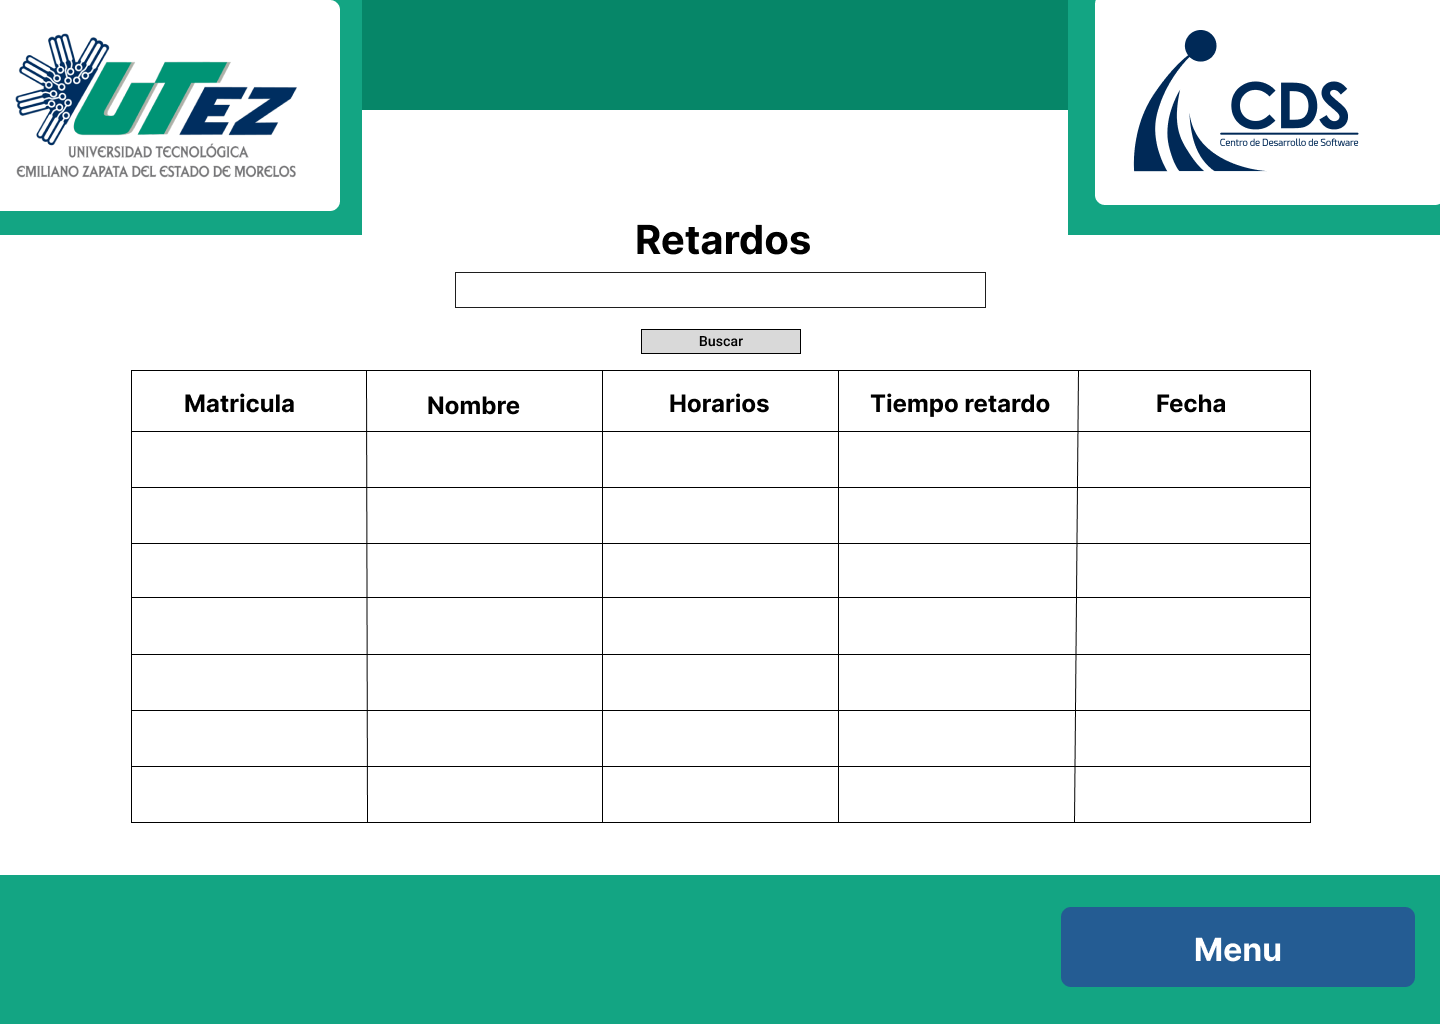 UTEZ
UNIVERSIDAD TECNOLÓGICA
EMILIANO ZAPATA DEL ESTADO DE MORELOS
CDS
Centro de Desarrollo de Software
Retardos
Buscar
Matricula Nombre Horarios Tiempo retardo Fecha
Menu